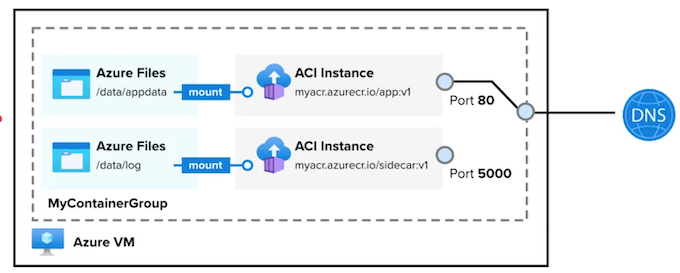 Azure Files
/data/appdata
mount
ACI Instance
myacr.azurecr.io/app:v1
Port 80
DNS
Azure Files
/data/log
mount
ACI Instance
myacr.azecr.io/sidecar:v1
Port 5000
MyContainerGroup
Azure VM